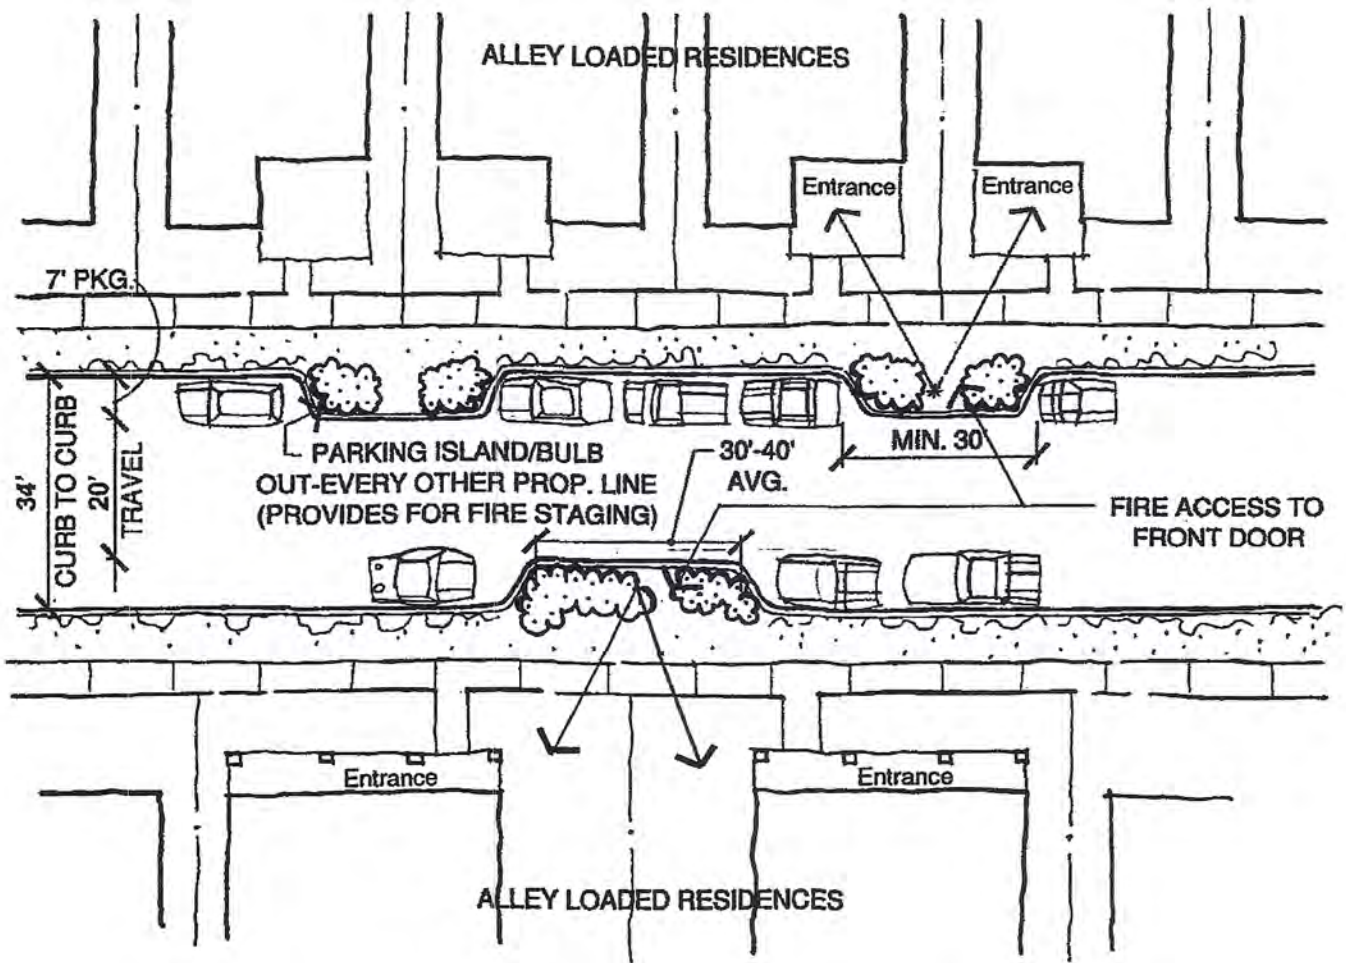 ALLEY LOADED RESIDENCES
Entrance
Entrance
7' PKG.
34'
CURB TO CURB
20'
TRAVEL
PARKING ISLAND/BULB
OUT-EVERY OTHER PROP. LINE
(PROVIDES FOR FIRE STAGING)
30'-40'
AVG.
MIN. 30'
FIRE ACCESS TO
FRONT DOOR
Entrance
Entrance
ALLEY LOADED RESIDENCES